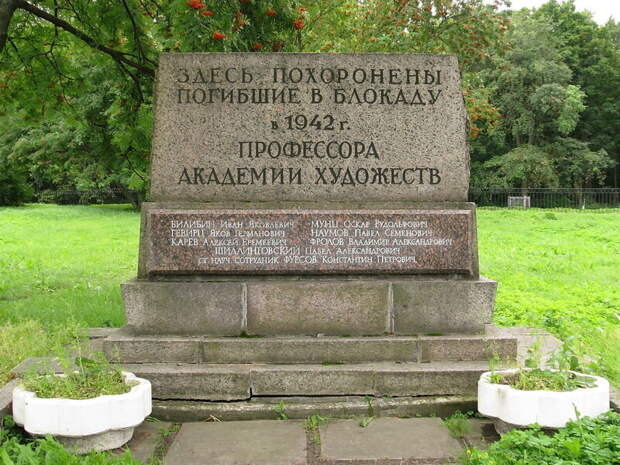 ЗДЕСЬ ПОХОРОНЕНЫ
ПОГИБШИЕ В БЛОКАДУ
в 1942 г.
ПРОФЕССОРА
АКАДЕМИИ ХУДОЖЕСТВ
БИЛИБИН ИВАН ЯКОВЛЕВИЧ МУНЦ ОСКАР РУДОЛЬФОВИЧ
ГЕВИРЦ ЯКОВ ГЕРМАНОВИЧ НАУМОВ ПАВЕЛ СЕМЕНОВИЧ
КАРЕВ АЛЕКСЕЙ ЕРЕМЕЕВИЧ ФРОЛОВ ВЛАДИМИР АЛЕКСАНДРОВИЧ
ШИЛЛИНГОВСКИЙ ПАВЕЛ АЛЕКСАНДРОВИЧ
СТ. НАУЧ. СОТРУДНИК ФУРСОВ КОНСТАНТИН ПЕТРОВИЧ